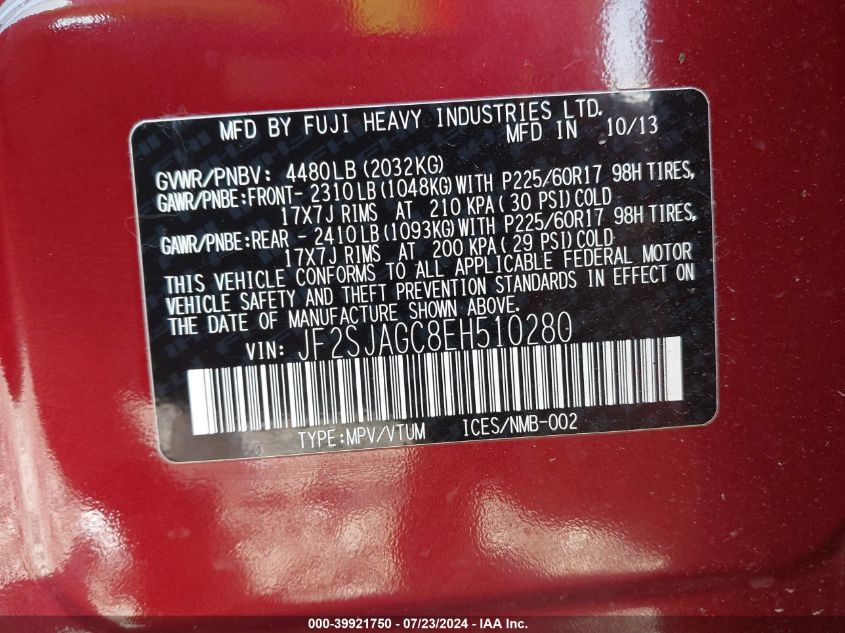 MFD BY FUJI HEAVY INDUSTRIES LTD.
MFD IN 10/13
GVWR/PNBV: 4480LB(2032KG)
GAWR/PNBE:FRONT- 2310LB(1048KG)WITH P225/60R17 98H TIRES,
17X7J RIMS AT 210 KPA(30 PSI)COLD
GAWR/PNBE:REAR - 2410LB(1093KG)WITH P225/60R17 98H TIRES,
17X7J RIMS AT 200 KPA(29 PSI)COLD
THIS VEHICLE CONFORMS TO ALL APPLICABLE FEDERAL MOTOR
VEHICLE SAFETY AND THEFT PREVENTION STANDARDS IN EFFECT ON
THE DATE OF MANUFACTURE SHOWN ABOVE.
VIN: JF2SJAGC8EH510280
TYPE:MPV/VTUM ICES/NMB-002
000-39921750 - 07/23/2024 - IAA Inc.